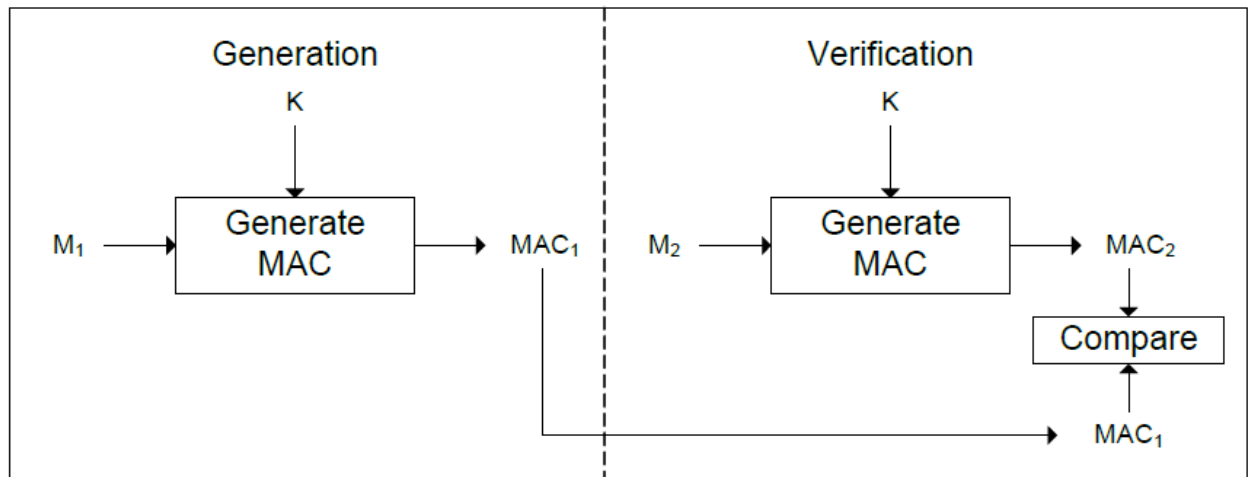 Generation
K
Generate
MAC
M₁
MAC₁
Verification
K
Generate
MAC
M₂
MAC₂
Compare
MAC₁